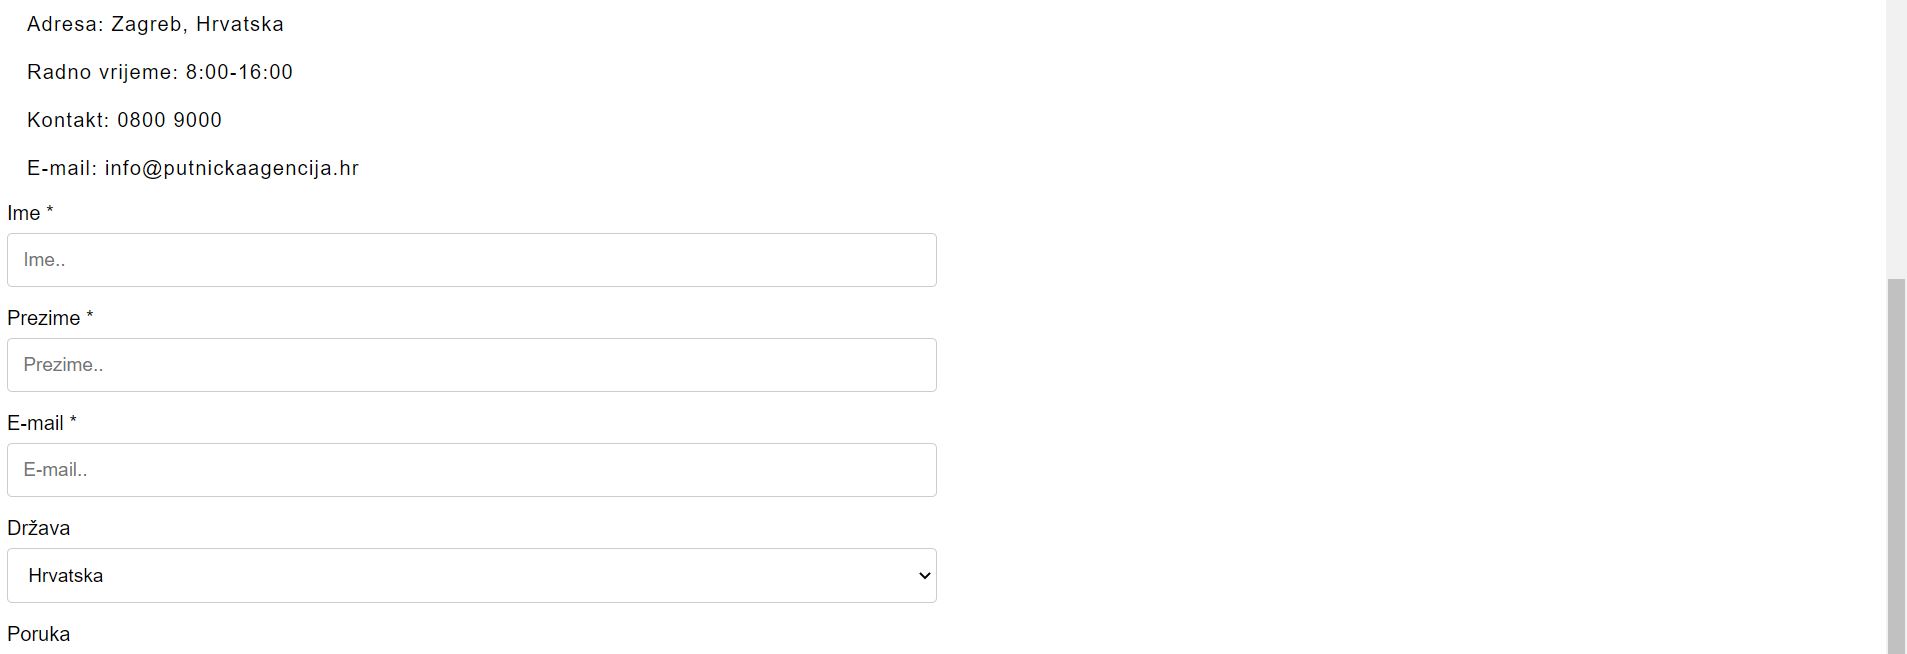 Adresa: Zagreb, Hrvatska
Radno vrijeme: 8:00-16:00
Kontakt: 0800 9000
E-mail: info@putnickaagencija.hr
Ime *
Ime..
Prezime *
Prezime..
E-mail *
E-mail..
Država
Hrvatska
Poruka